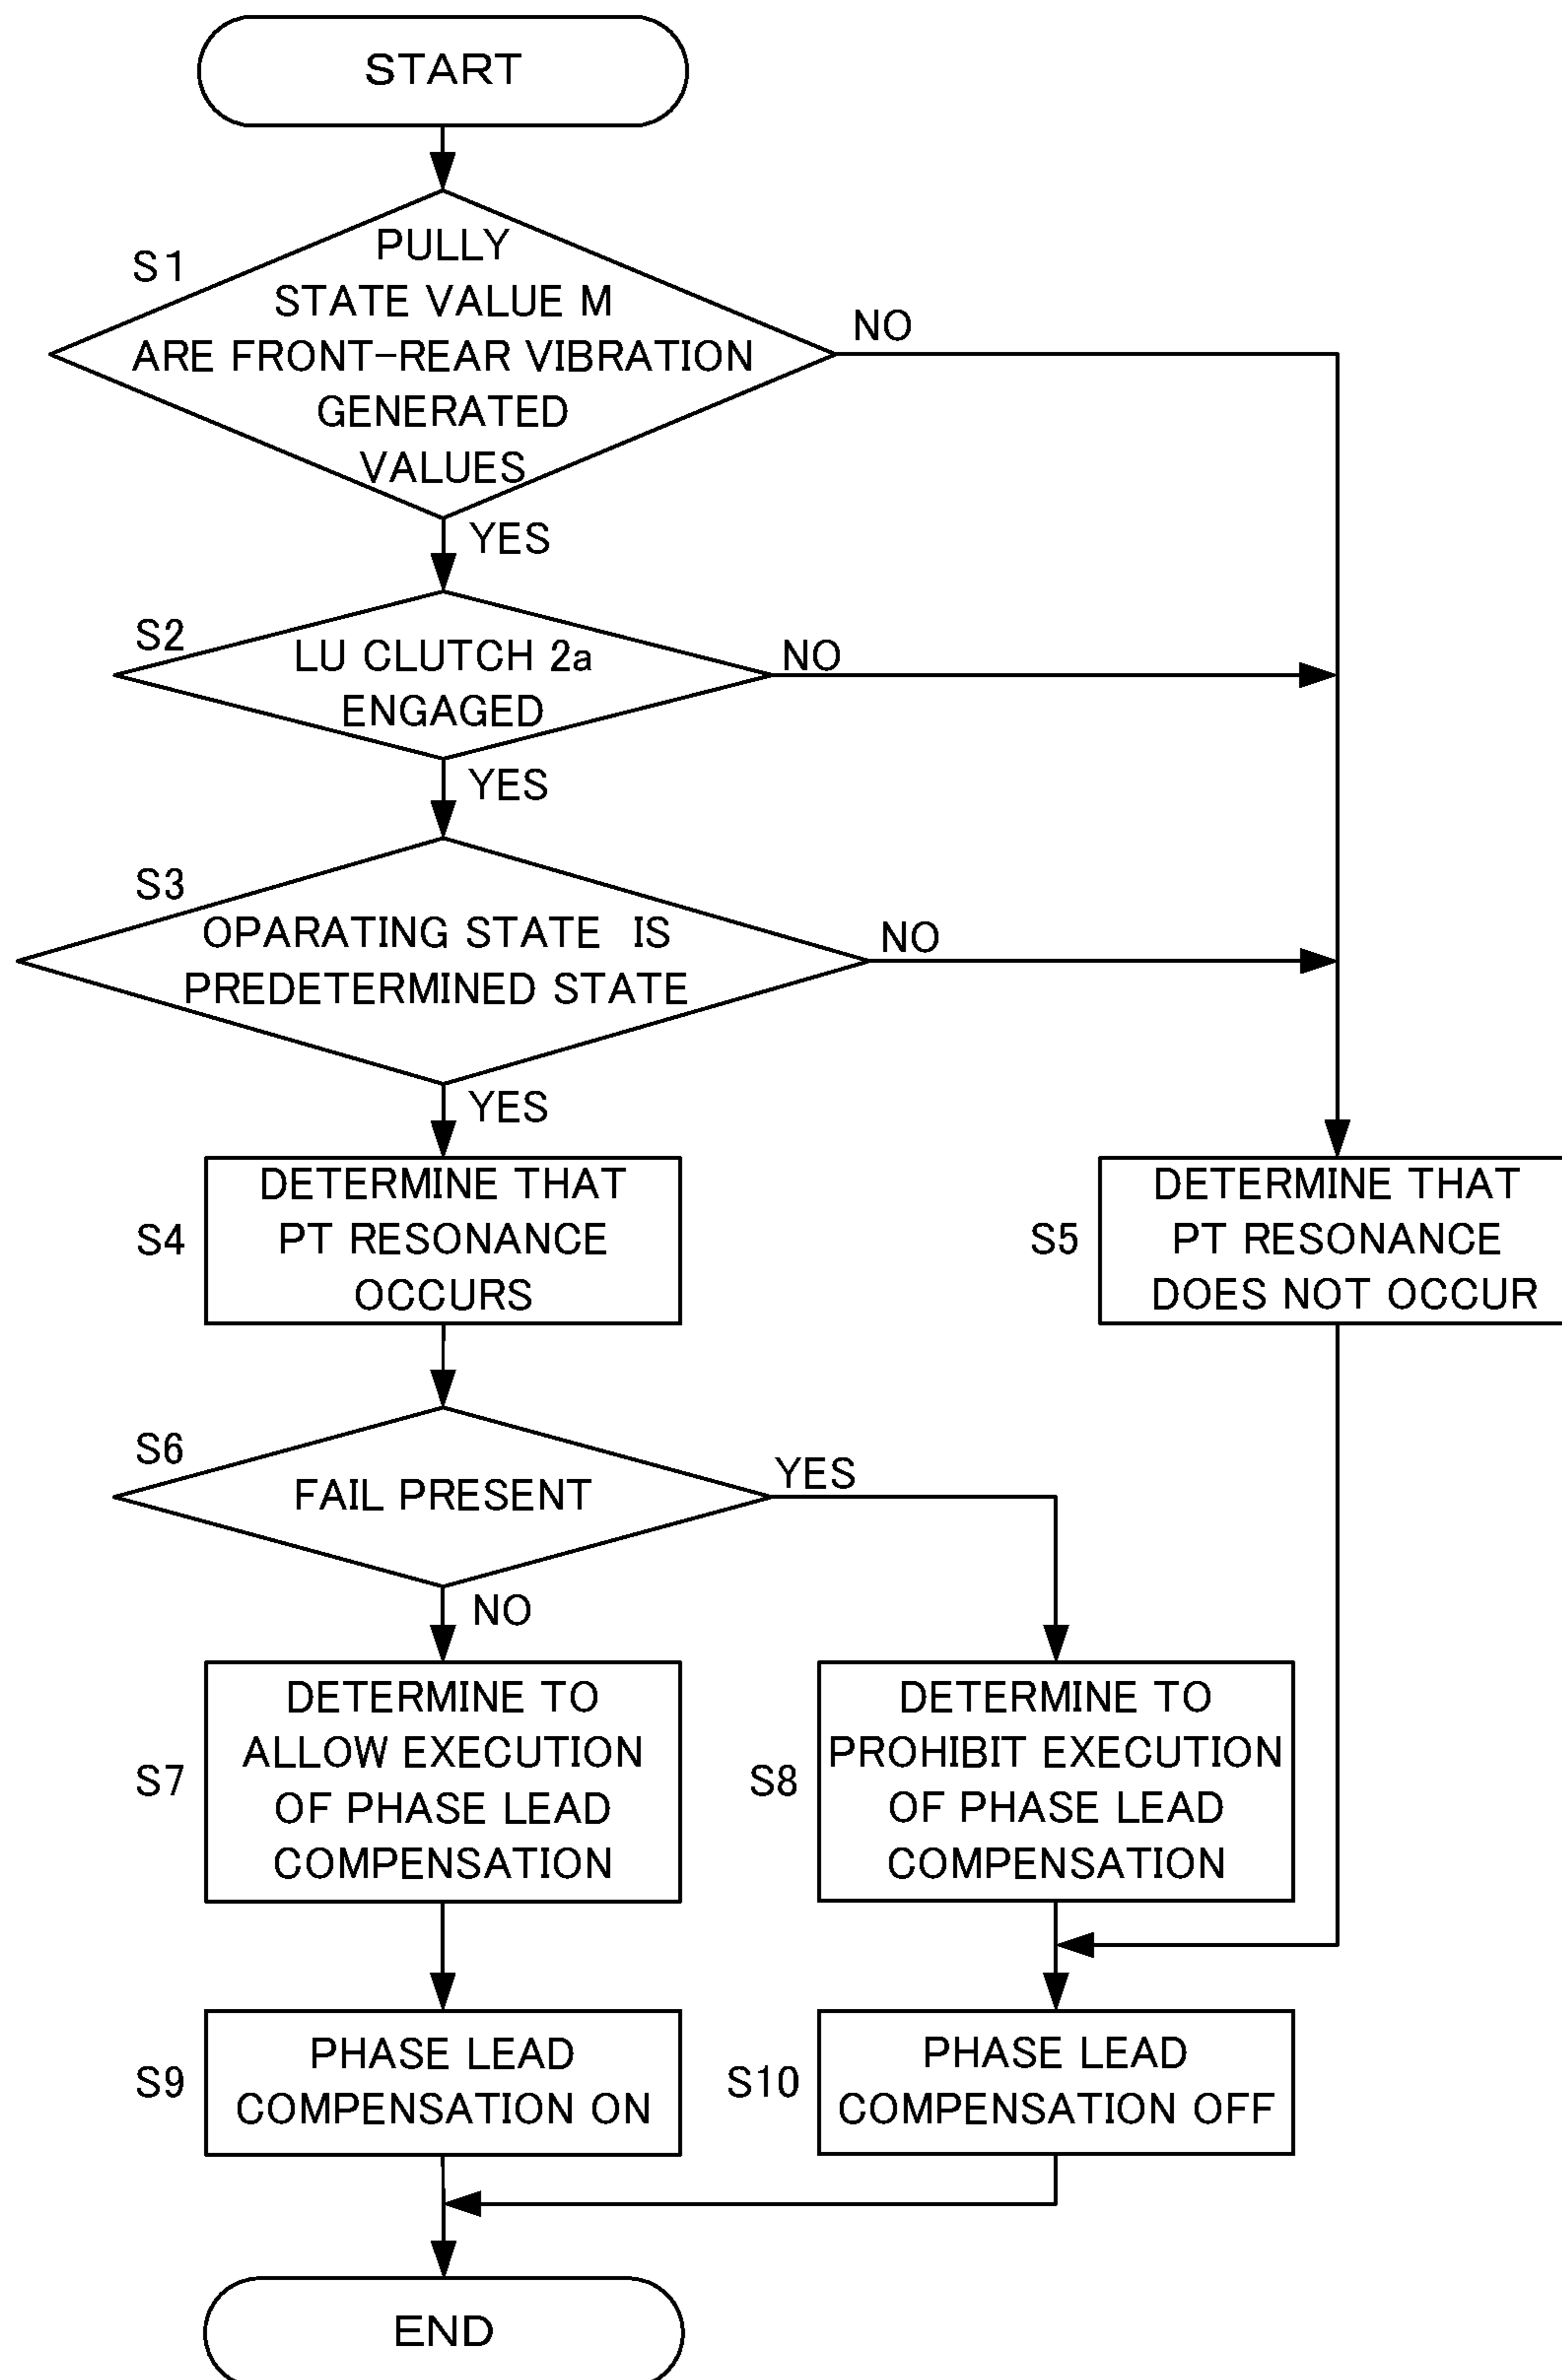 START
S1
PULLY
STATE VALUE M
ARE FRONT-REAR VIBRATION
GENERATED
VALUES
NO
YES
S2
LU CLUTCH 2a
ENGAGED
NO
YES
S3
OPARATING STATE IS
PREDETERMINED STATE
NO
YES
S4
DETERMINE THAT
PT RESONANCE
OCCURS
S5
DETERMINE THAT
PT RESONANCE
DOES NOT OCCUR
S6
FAIL PRESENT
YES
NO
S7
DETERMINE TO
ALLOW EXECUTION
OF PHASE LEAD
COMPENSATION
S8
DETERMINE TO
PROHIBIT EXECUTION
OF PHASE LEAD
COMPENSATION
S9
PHASE LEAD
COMPENSATION ON
S10
PHASE LEAD
COMPENSATION OFF
END